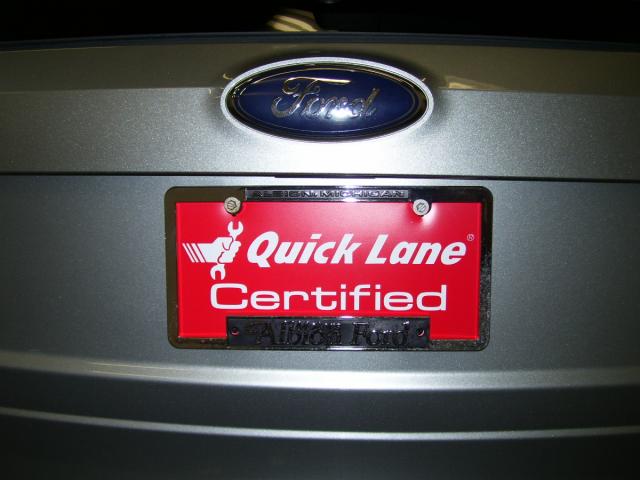 Ford
ALBION, MICHIGAN
Quick Lane®
Certified
Albion Ford